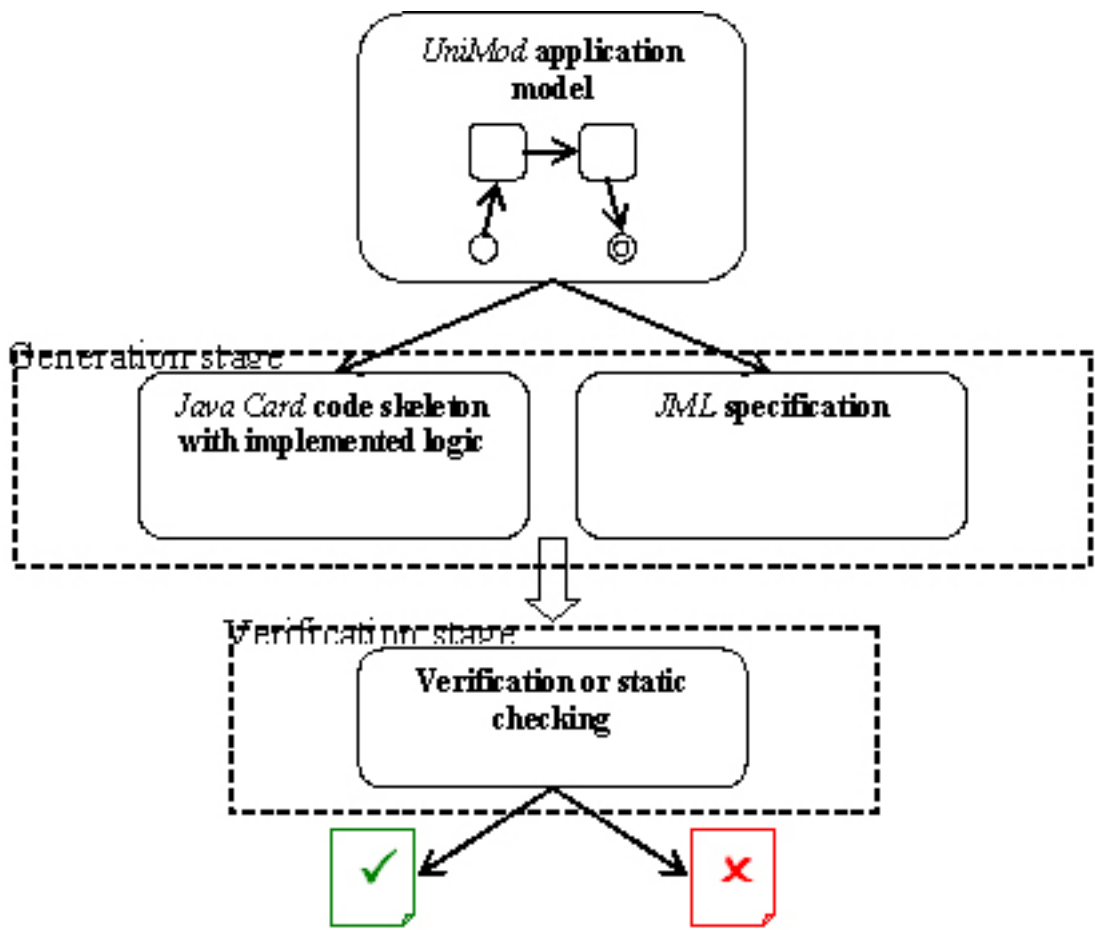 UniMod application
model
Generation stage
Java Card code skeleton
with implemented logic
JML specification
Verification stage
Verification or static
checking